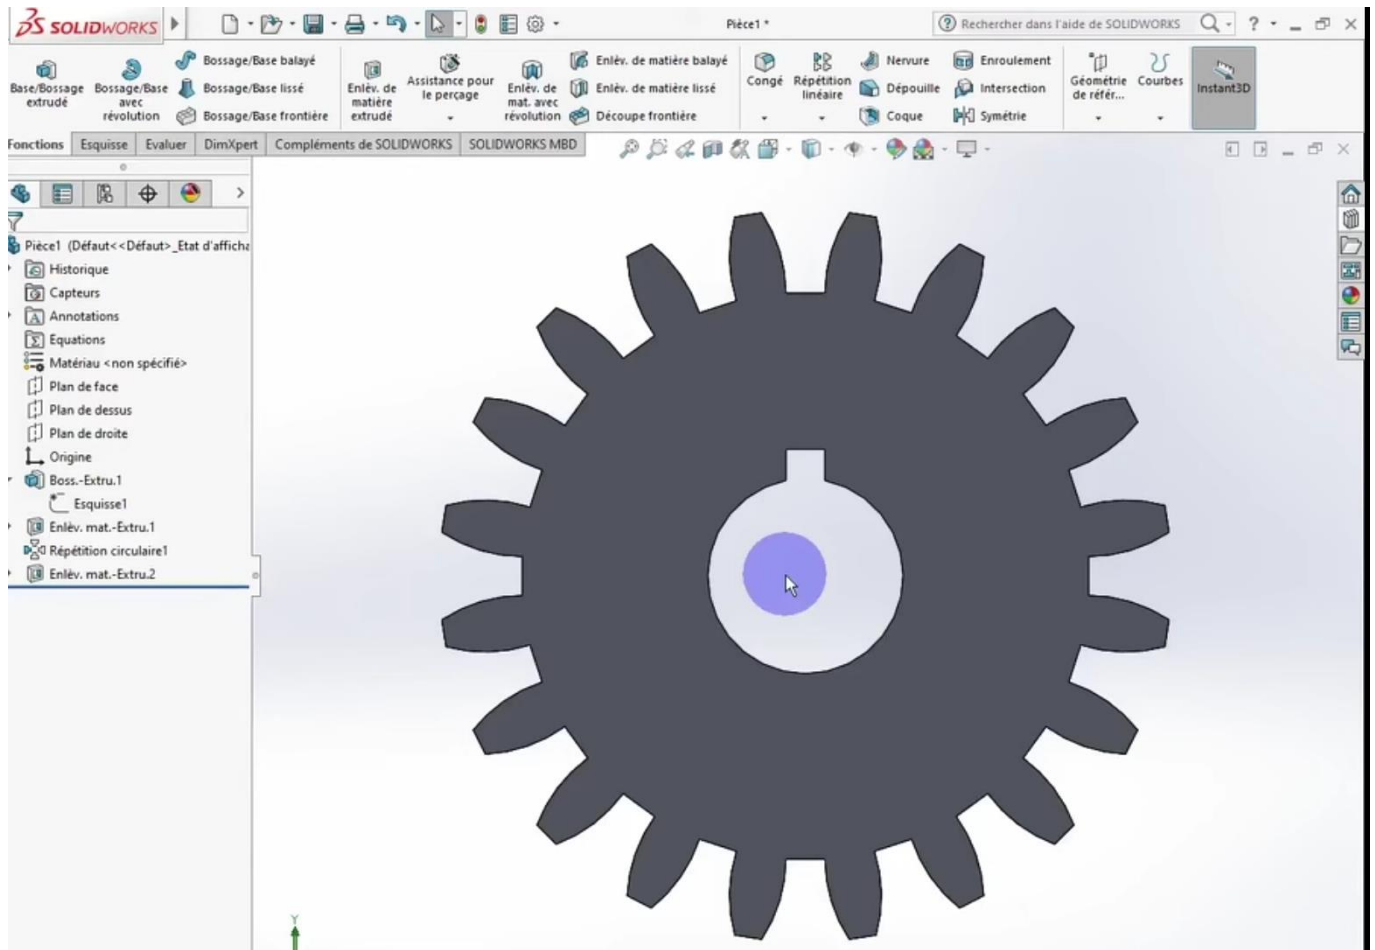 SOLIDWORKS
Pièce1 *
Rechercher dans l'aide de SOLIDWORKS
?
Base/Bossage
extrudé
Bossage/Base
avec
révolution
Bossage/Base balayé
Bossage/Base lissé
Bossage/Base frontière
Enlèv. de
matière
extrudé
Assistance pour
le perçage
Enlèv. de
mat. avec
révolution
Enlèv. de matière balayé
Enlèv. de matière lissé
Découpe frontière
Congé
Répétition
linéaire
Nervure
Dépouille
Coque
Enroulement
Intersection
Symétrie
Géométrie
de référ...
Courbes
Instant3D
Fonctions
Esquisse
Evaluer
DimXpert
Compléments de SOLIDWORKS
SOLIDWORKS MBD
Pièce1 (Défaut<<Défaut>_Etat d'afficha
Historique
Capteurs
Annotations
Equations
Matériau <non spécifié>
Plan de face
Plan de dessus
Plan de droite
Origine
Boss.-Extru.1
Esquisse1
Enlèv. mat.-Extru.1
Répétition circulaire1
Enlèv. mat.-Extru.2
Y